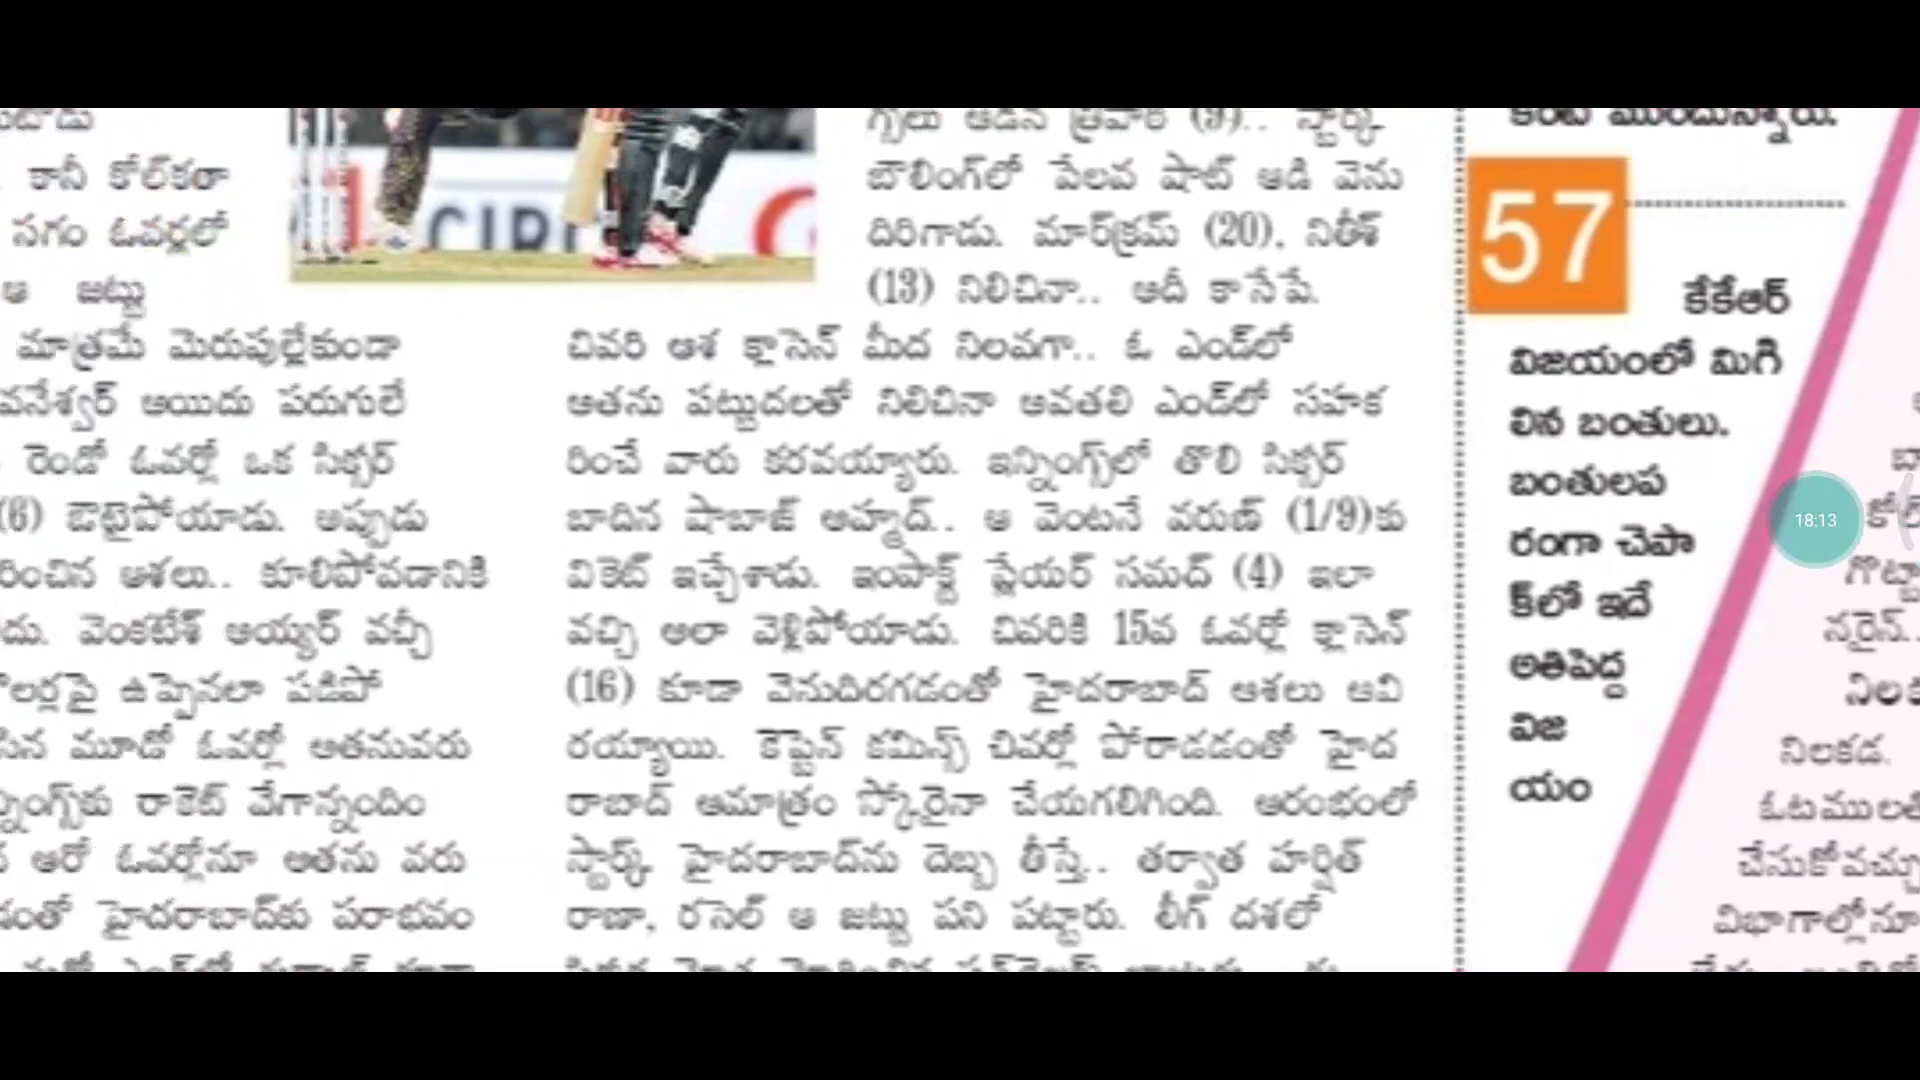 కానీ కోల్‌కతా
సగం ఓవర్లలో
ఆ జట్టు
మాత్రమే మెరుపుల్లేకుండా
వనేశ్వర్ అయిదు పరుగులే
రెండో ఓవర్లో ఒక సిక్సర్
(6) ఔటైపోయాడు. అప్పుడు
రించిన ఆశలు.. కూలిపోవడానికి
దు. వెంకటేశ్ అయ్యర్ వచ్చీ
లర్లపై ఉప్పెనలా పడిపో
సిన మూడో ఓవర్లో అతనువరు
న్నింగ్స్‌కు రాకెట్ వేగాన్నందిం
ఆరో ఓవర్లోనూ అతను వరు
డంతో హైదరాబాద్‌కు పరాభవం
బౌలింగ్‌లో పేలవ షాట్ ఆడి వెను
దిరిగాడు. మార్‌క్రమ్ (20), నితీశ్
(13) నిలిచినా.. అదీ కాసేపే.
చివరి ఆశ క్లాసెన్ మీద నిలవగా.. ఓ ఎండ్‌లో
అతను పట్టుదలతో నిలిచినా అవతలి ఎండ్‌లో సహక
రించే వారు కరవయ్యారు. ఇన్నింగ్స్‌లో తొలి సిక్సర్
బాదిన షాబాజ్ అహ్మద్.. ఆ వెంటనే వరుణ్ (1/9)కు
వికెట్ ఇచ్చేశాడు. ఇంపాక్ట్ ప్లేయర్ సమద్ (4) ఇలా
వచ్చి అలా వెళ్లిపోయాడు. చివరికి 15వ ఓవర్లో క్లాసెన్
(16) కూడా వెనుదిరగడంతో హైదరాబాద్ ఆశలు ఆవి
రయ్యాయి. కెప్టెన్ కమిన్స్ చివర్లో పోరాడడంతో హైద
రాబాద్ ఆమాత్రం స్కోరైనా చేయగలిగింది. ఆరంభంలో
స్టార్క్ హైదరాబాద్‌ను దెబ్బ తీస్తే.. తర్వాత హర్షిత్
రాణా, రసెల్ ఆ జట్టు పని పట్టారు. లీగ్ దశలో
57
కేకేఆర్
విజయంలో మిగి
లిన బంతులు.
బంతులప
రంగా చెపా
క్‌లో ఇదే
అతిపెద్ద
విజ
యం
18:13
నరైన్..
నిలకడ.